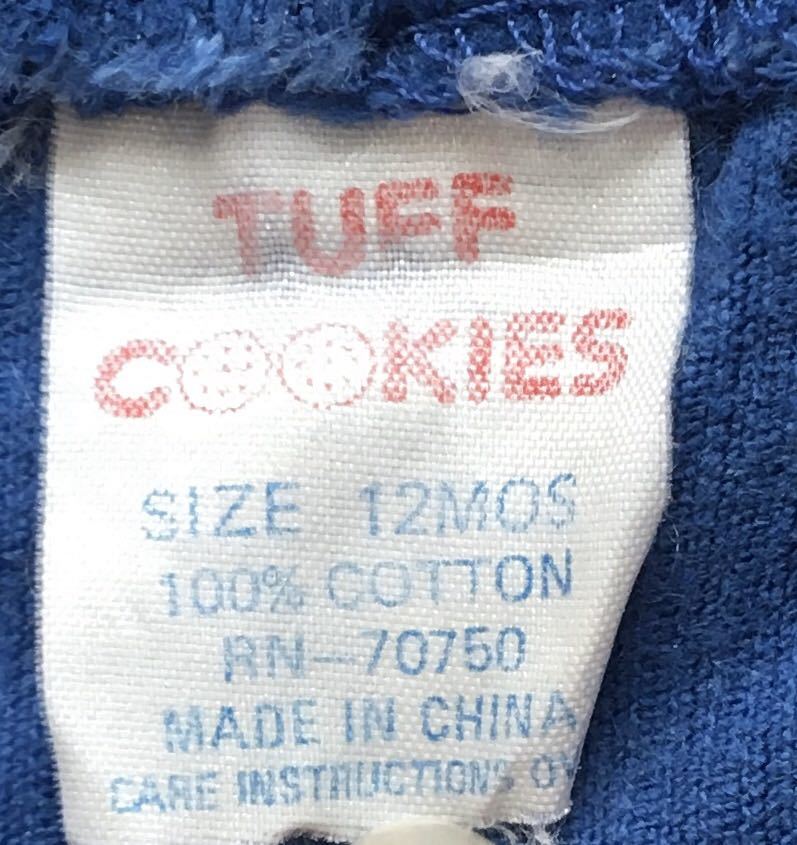 TUFF
COOKIES
SIZE 12MOS
100% COTTON
RN-70750
MADE IN CHINA
CARE INSTRUCTIONS